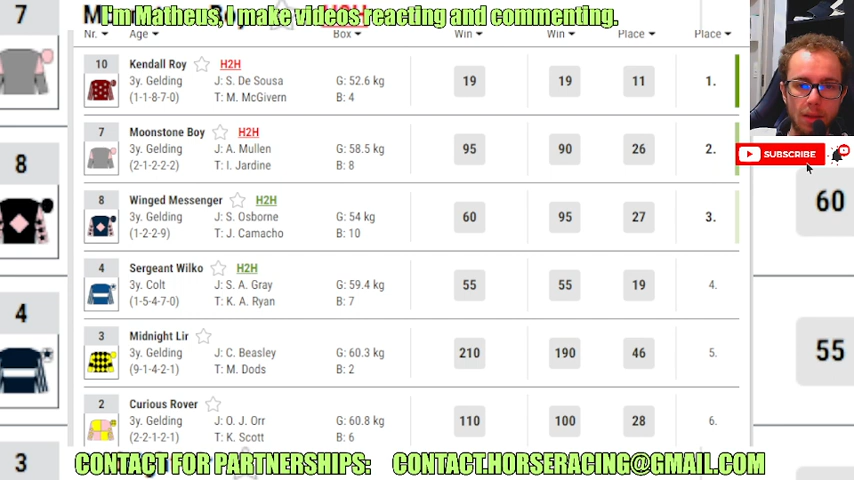 7 M Boy H2H
I'm Matheus, I make videos reacting and commenting.
Nr. Age Box Win Win Place Place
10 Kendall Roy H2H
3y. Gelding J: S. De Sousa G: 52.6 kg 19 19 11 1.
(1-1-8-7-0) T: M. McGivern B: 4
7 Moonstone Boy H2H
3y. Gelding J: A. Mullen G: 58.5 kg 95 90 26 2.
(2-1-2-2-2) T: I. Jardine B: 8
SUBSCRIBE
8 Winged Messenger H2H
3y. Gelding J: S. Osborne G: 54 kg 60 95 27 3.
(1-2-2-9) T: J. Camacho B: 10
8
60
4 Sergeant Wilko H2H
3y. Colt J: S. A. Gray G: 59.4 kg 55 55 19 4.
(1-5-4-7-0) T: K. A. Ryan B: 7
4
55
3 Midnight Lir
3y. Gelding J: C. Beasley G: 60.3 kg 210 190 46 5.
(9-1-4-2-1) T: M. Dods B: 2
2 Curious Rover
3y. Gelding J: O. J. Orr G: 60.8 kg 110 100 28 6.
(2-2-1-2-1) T: K. Scott B: 6
3
CONTACT FOR PARTNERSHIPS: CONTACT.HORSERACING@GMAIL.COM